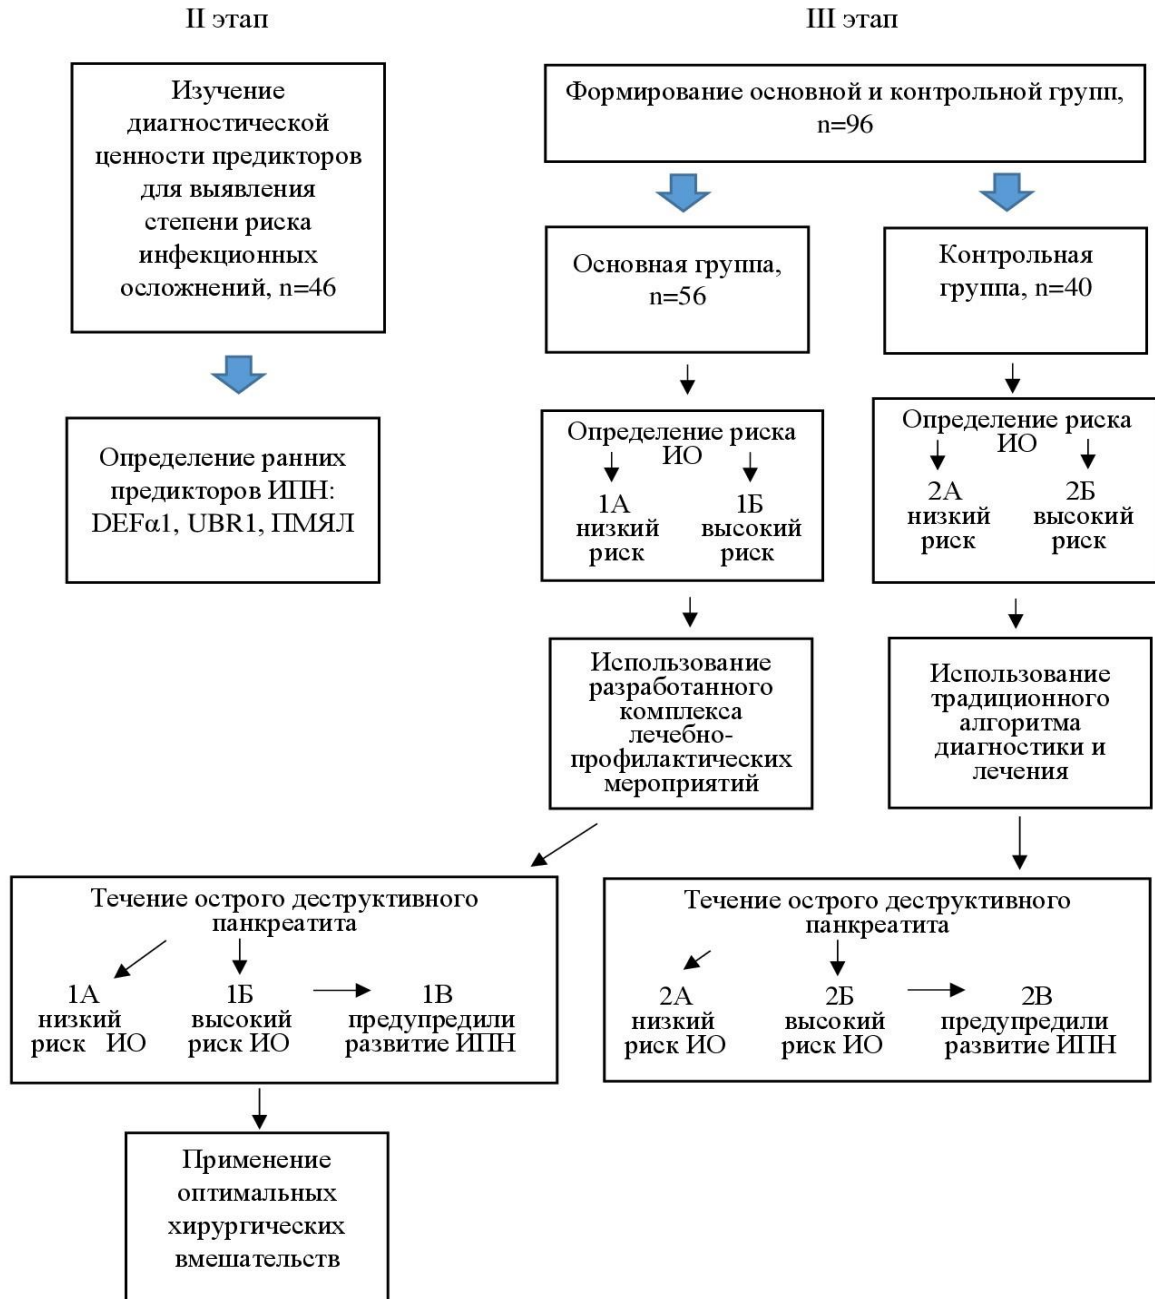 II этап
Изучение
диагностической
ценности предикторов
для выявления
степени риска
инфекционных
осложнений, n=46
Определение ранних
предикторов ИПН:
DEFα1, UBR1, ПМЯЛ
III этап
Формирование основной и контрольной групп,
n=96
Основная группа,
n=56
Контрольная
группа, n=40
Определение риска
ИО
1А
низкий
риск
1Б
высокий
риск
Определение риска
ИО
2А
низкий
риск
2Б
высокий
риск
Использование
разработанного
комплекса
лечебно-
профилактических
мероприятий
Использование
традиционного
алгоритма
диагностики и
лечения
Течение острого деструктивного
панкреатита
1А
низкий
риск ИО
1Б
высокий
риск ИО
1В
предупредили
развитие ИПН
Течение острого деструктивного
панкреатита
2А
низкий
риск ИО
2Б
высокий
риск ИО
2В
предупредили
развитие ИПН
Применение
оптимальных
хирургических
вмешательств